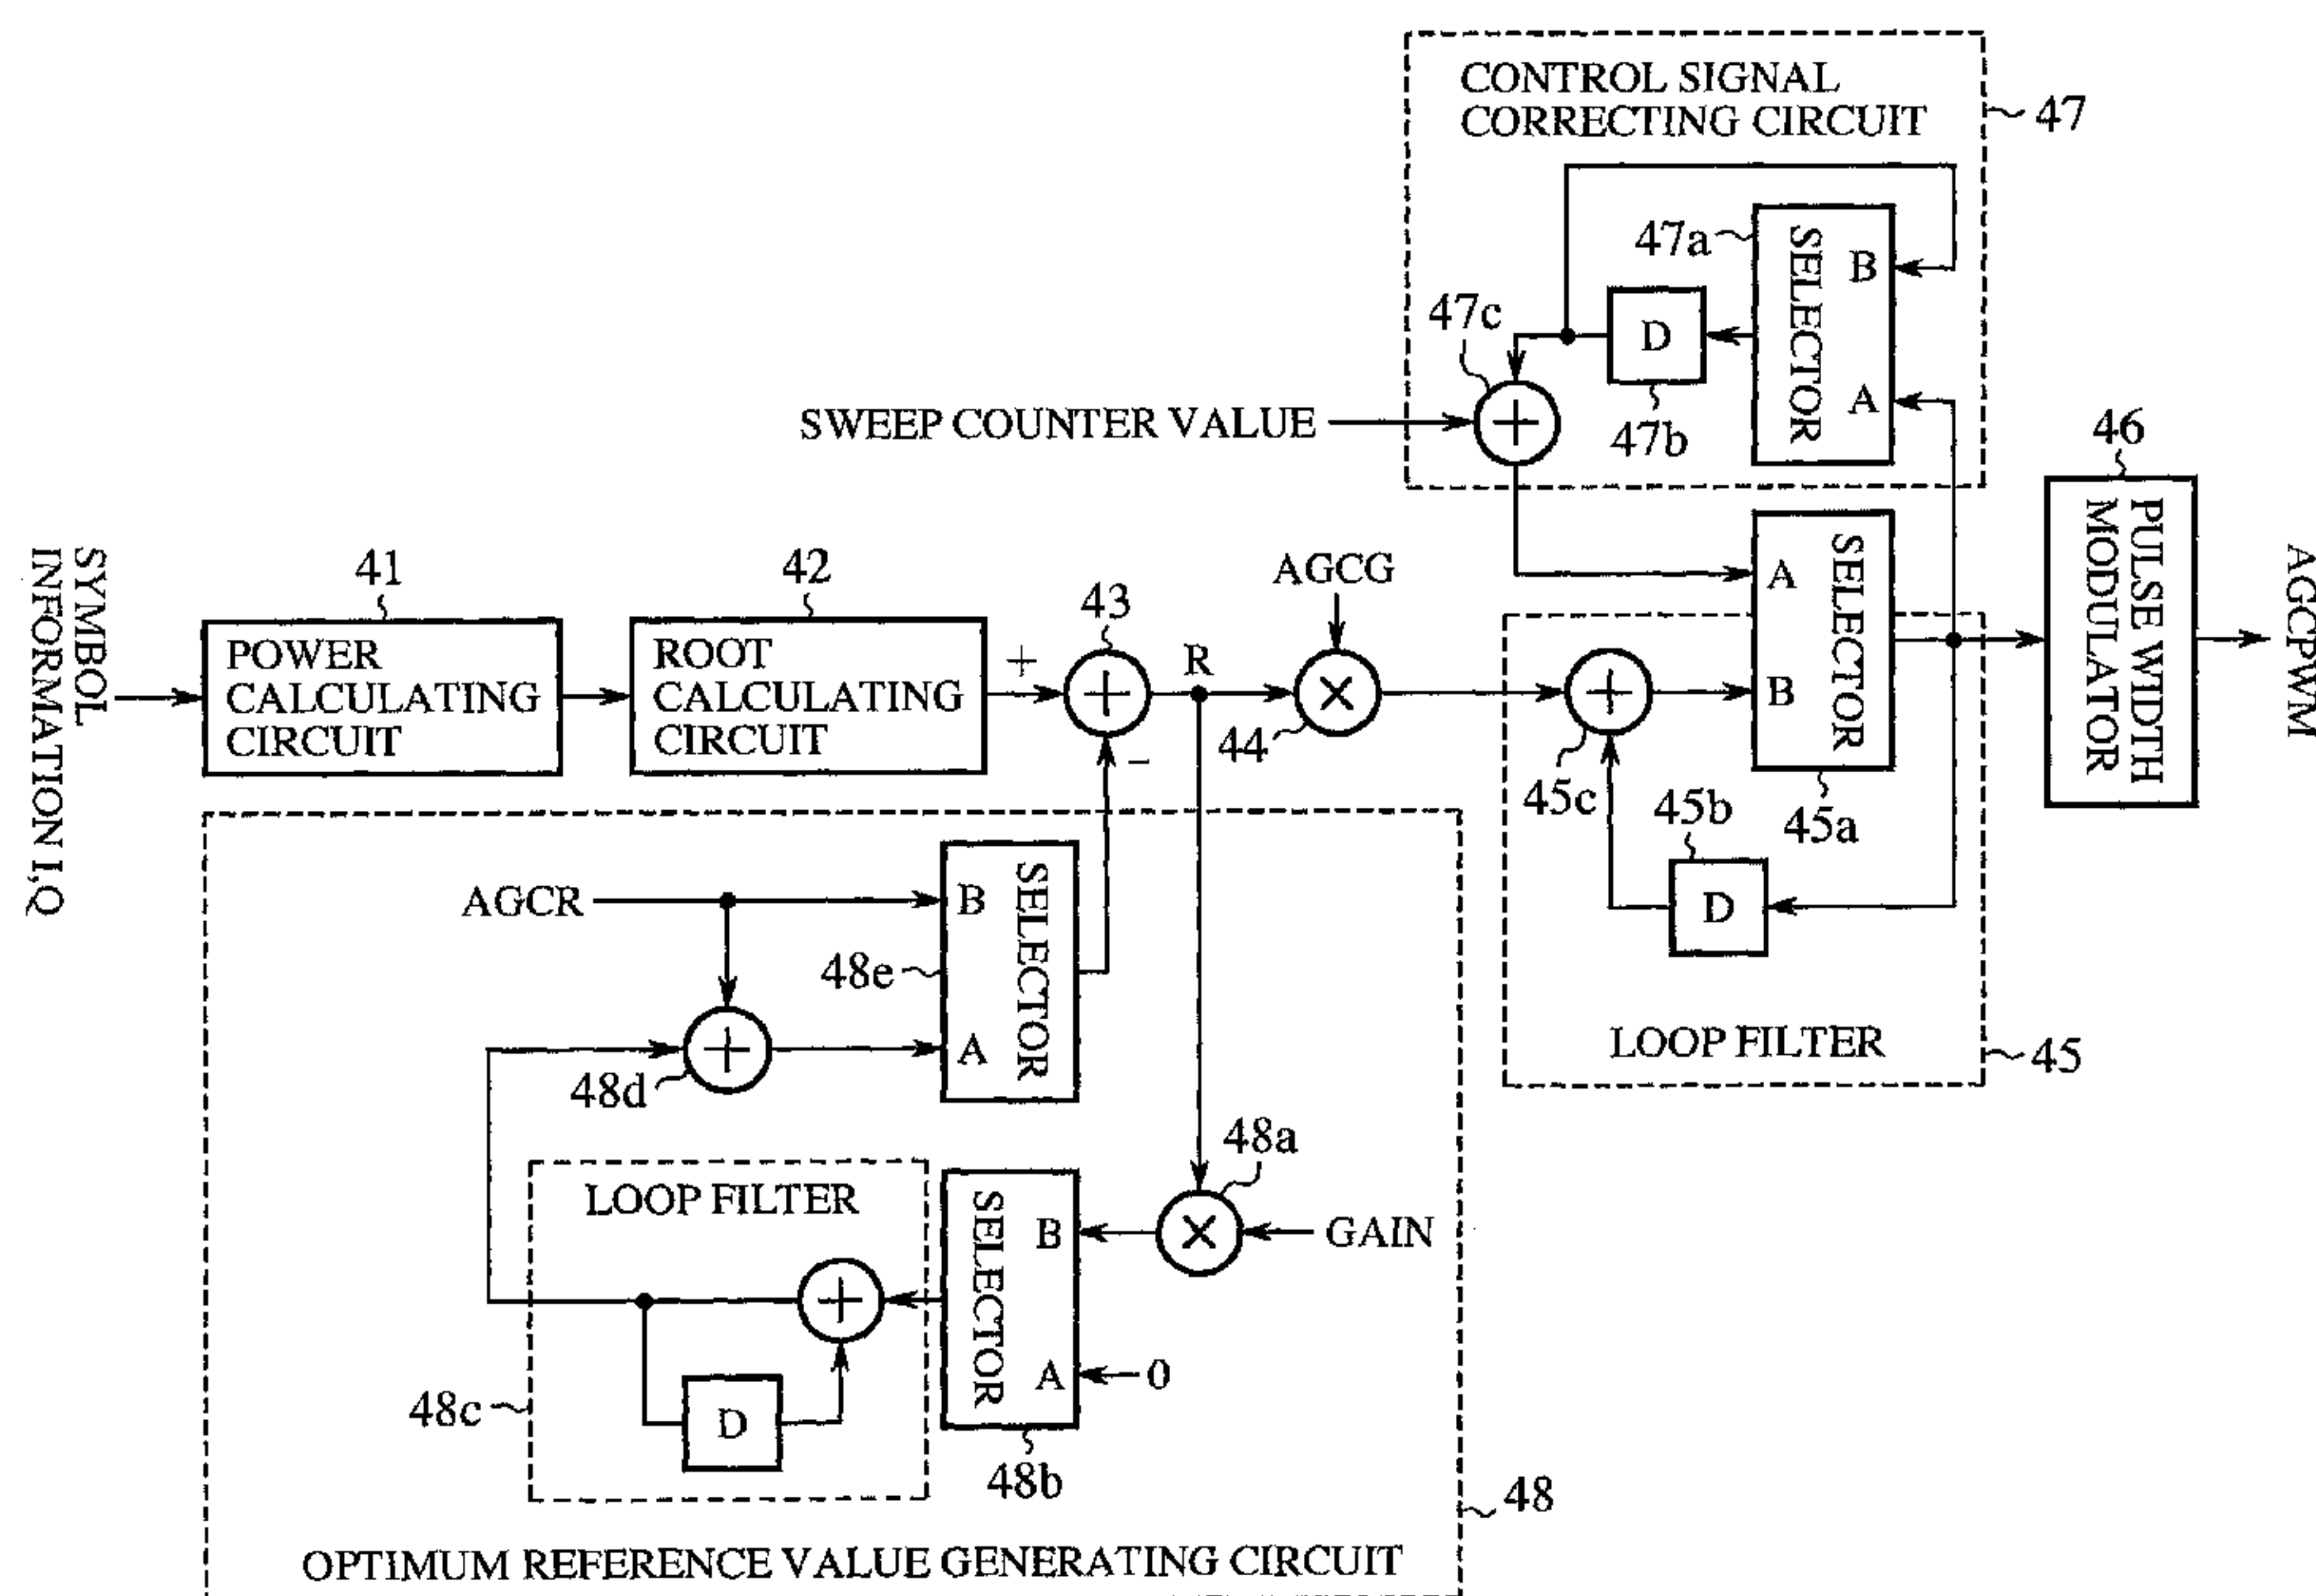 CONTROL SIGNAL
CORRECTING CIRCUIT
47
47a
SELECTOR
B
A
47c
D
47b
+
SWEEP COUNTER VALUE
46
PULSE WIDTH
MODULATOR
AGCPWM
SYMBOL
INFORMATION I,Q
41
POWER
CALCULATING
CIRCUIT
42
ROOT
CALCULATING
CIRCUIT
+
43
+
−
R
AGCG
×
44
+
45c
A
B
SELECTOR
45a
45b
D
LOOP FILTER
45
AGCR
B
A
SELECTOR
48e
+
48d
48a
×
GAIN
LOOP FILTER
+
D
48c
SELECTOR
B
A
0
48b
48
OPTIMUM REFERENCE VALUE GENERATING CIRCUIT